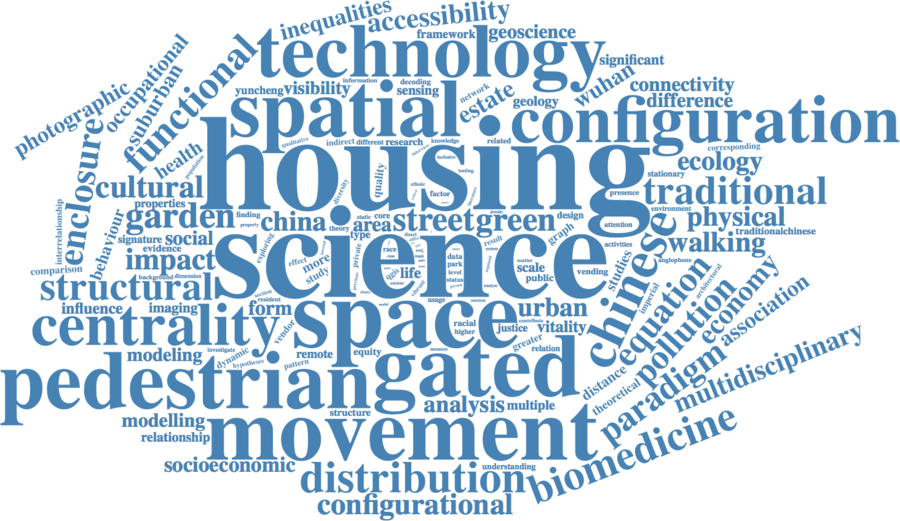 inequalities
accessibility
framework
geoscience
technology
significant
occupational
suburban
photographic
functional
yuncheng
visibility
information
decoding
sensing
network
estate
wuhan
connectivity
difference
geology
spatial
configuration
enclosure
health
population
qualitative
indirect
different
research
knowledge
related
corresponding
ecology
housing
cultural
properties
diversity
quality
ethnic
inclusive
factor
stationary
presence
traditional
garden
finding
properly
china
theory
static
core
area
type
street
green
design
environment
attention
physical
traditionalchinese
interrelationship
behaviour
signature
social
evidence
impact
science
exploring
effect
more
study
private
direct
race
life
data
park
level
status
result
graph
activities
studies
chinese
walking
anglophone
comparison
background
dimension
structural
matter
scale
public
vending
imperial
architectural
influence
imaging
section
resident
form
vendor
space
usage
racial
higher
contribute
justice
urban
vitality
equation
pollution
economy
association
centrality
modeling
investigate
dynamic
hypotheses
pattern
remote
equity
measure
greater
relation
distance
theoretical
paradigm
multidisciplinary
pedestrian
gated
structure
analysis
multiple
modelling
relationship
movement
socioeconomic
distribution
understanding
biomedicine
configurational